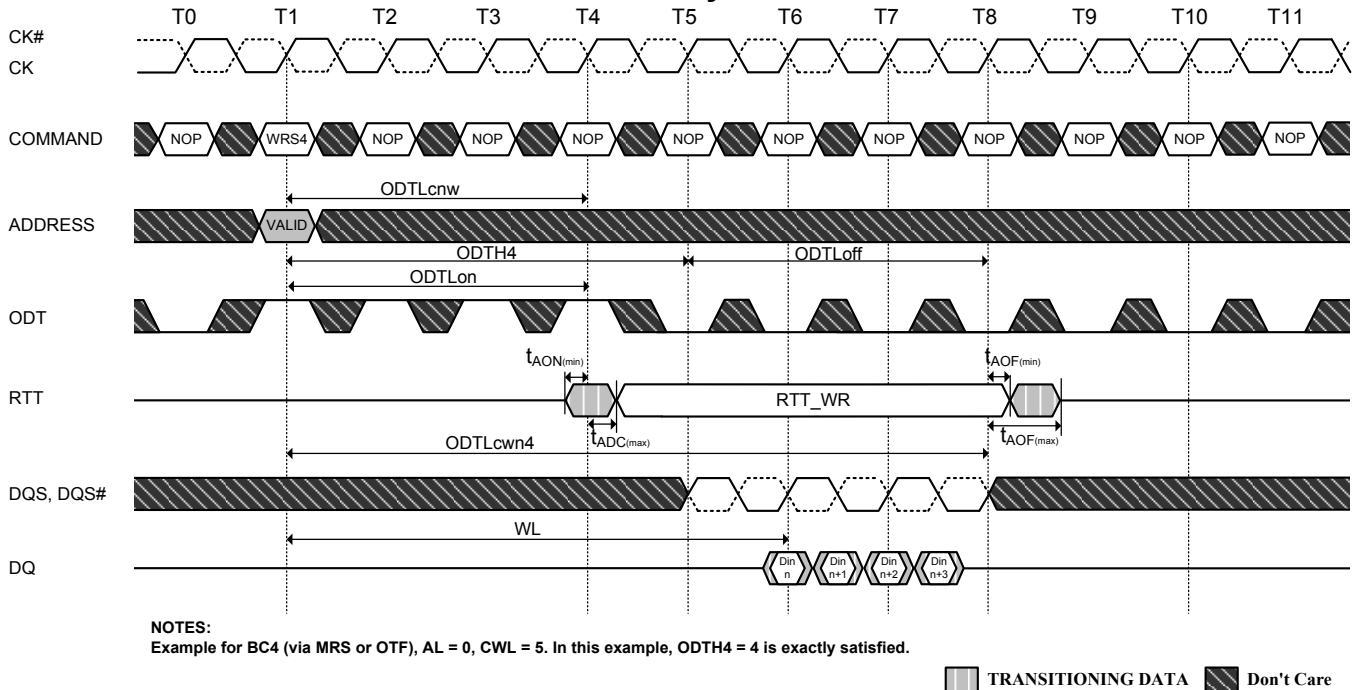 T0 T1 T2 T3 T4 T5 T6 T7 T8 T9 T10 T11
CK#
CK
COMMAND NOP WRS4 NOP NOP NOP NOP NOP NOP NOP NOP NOP NOP
ODTLcnw
ADDRESS VALID
ODTH4 ODTLoff
ODTLon
ODT
tAON(min) tAOF(min)
RTT RTT_WR
tADC(max) tAOF(max)
ODTLcwn4
DQS, DQS#
WL
DQ Din n Din n+1 Din n+2 Din n+3
NOTES:
Example for BC4 (via MRS or OTF), AL = 0, CWL = 5. In this example, ODTH4 = 4 is exactly satisfied.
TRANSITIONING DATA Don't Care